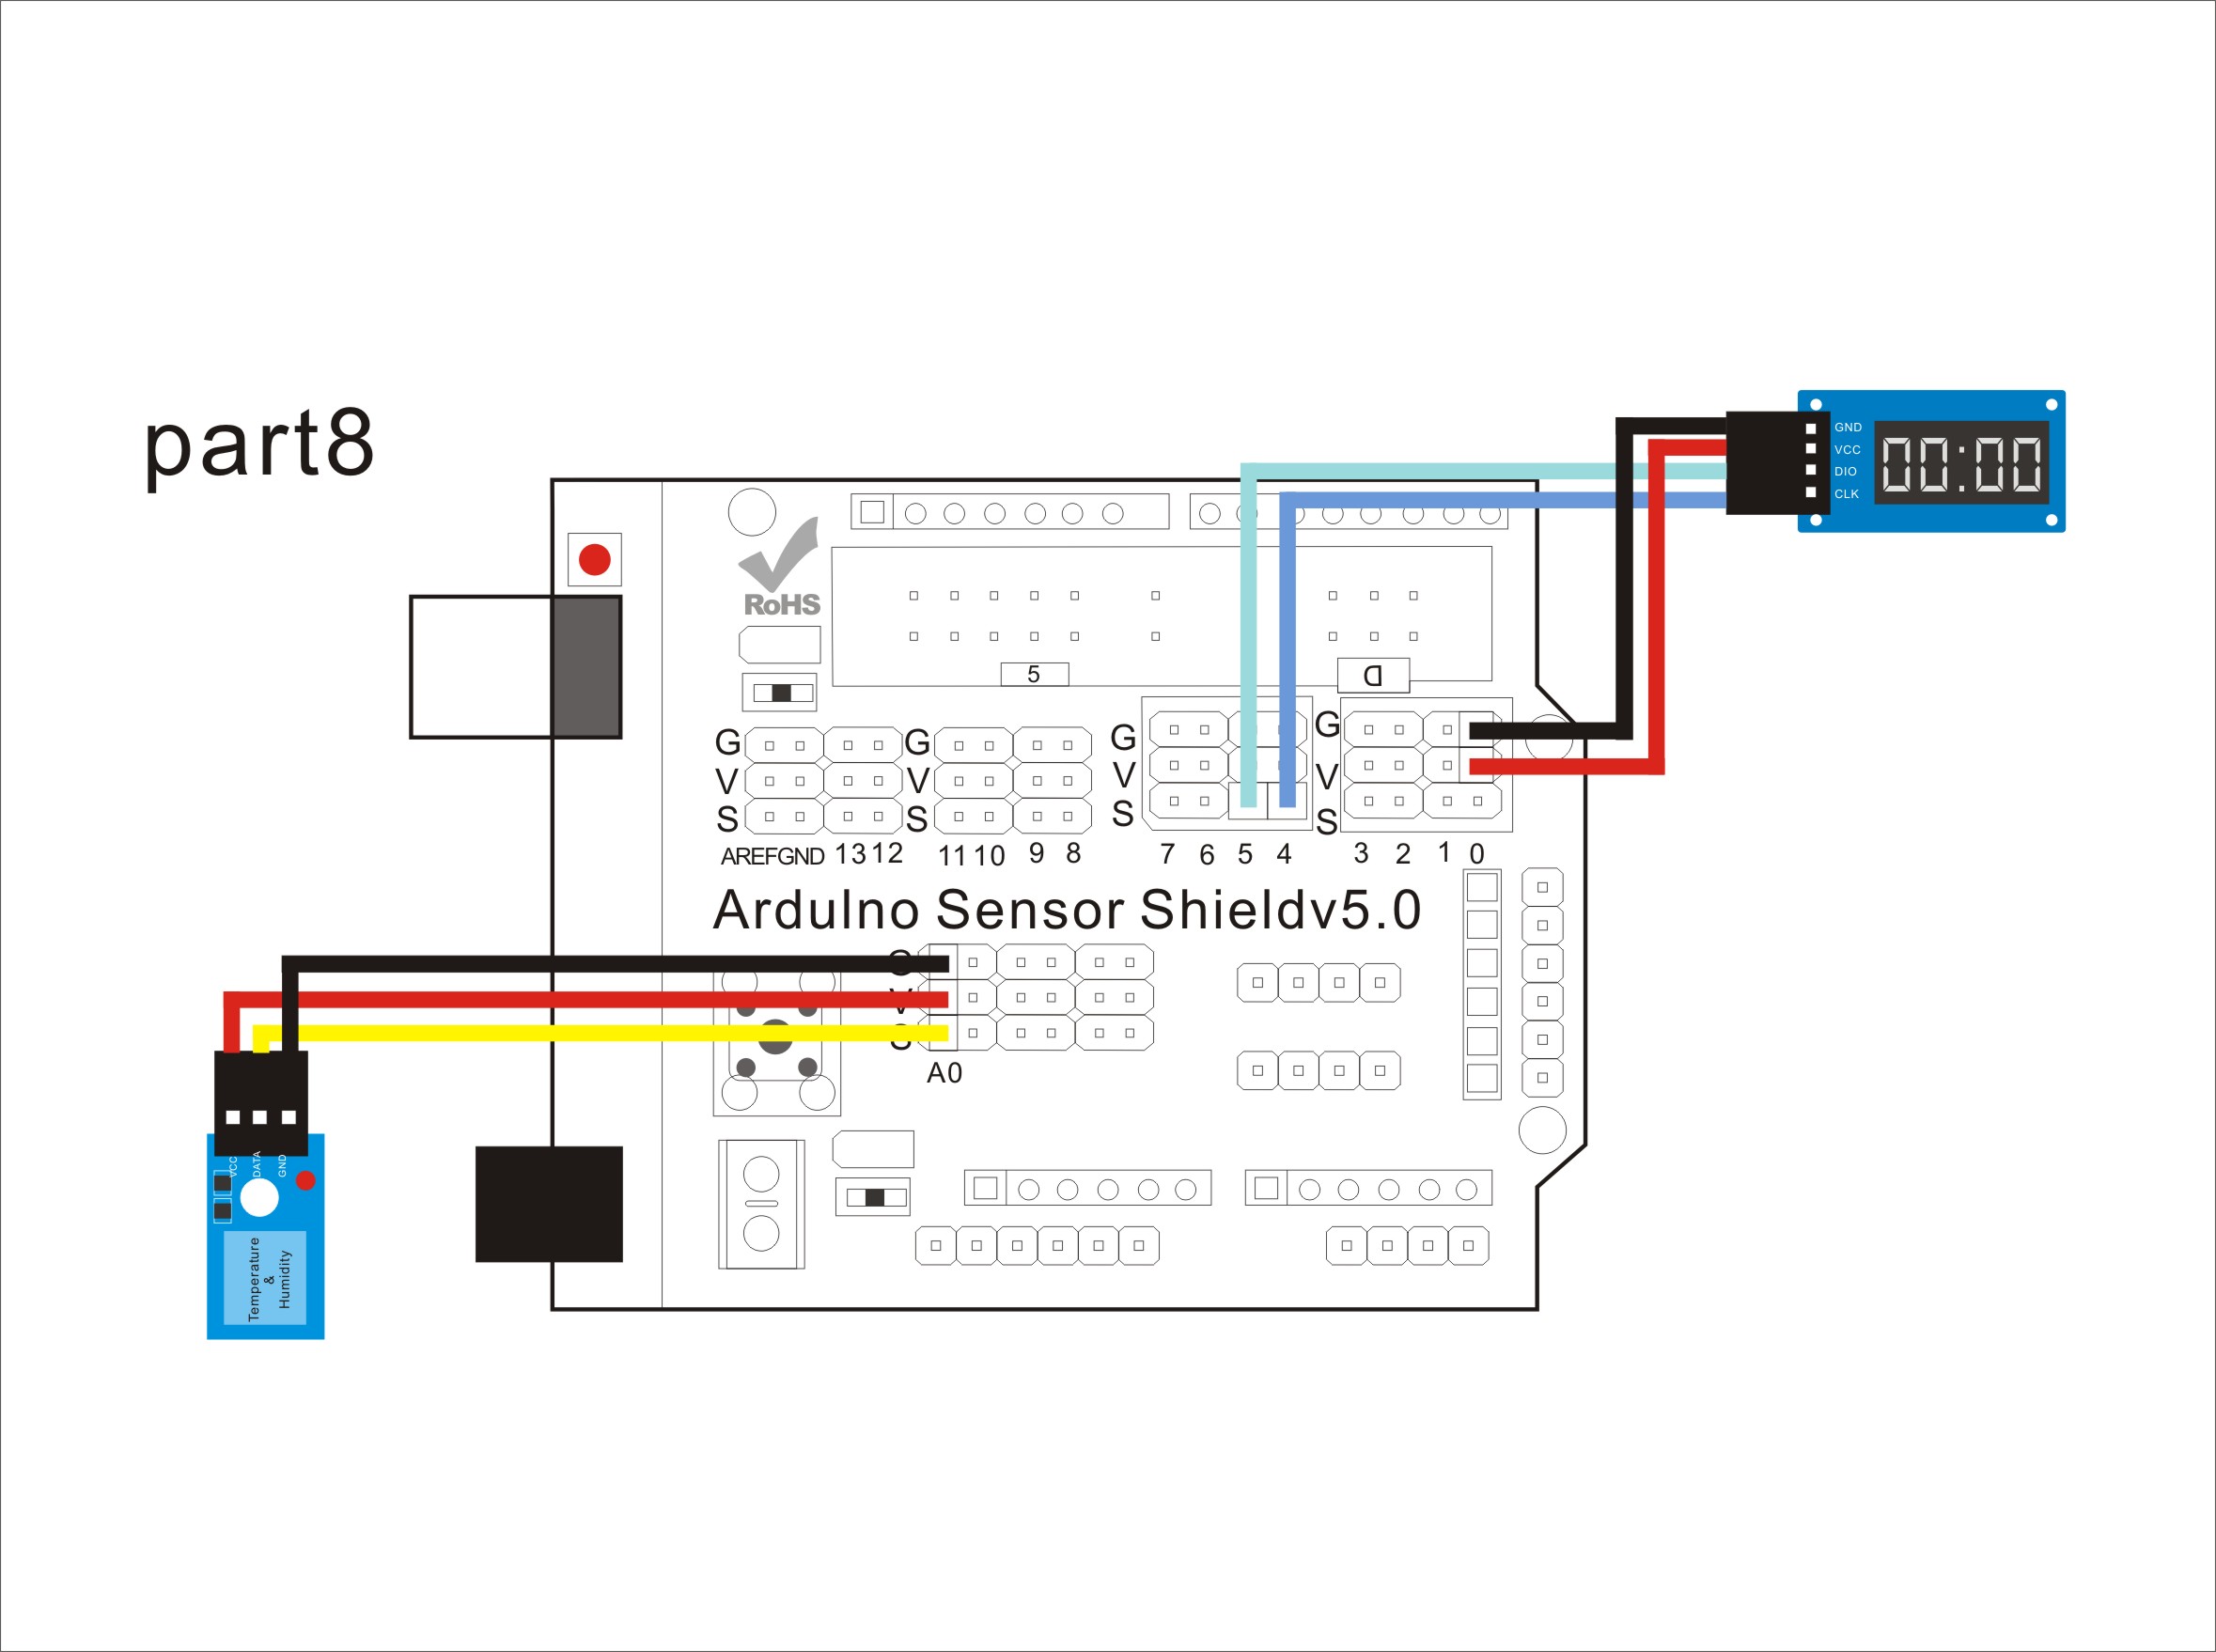 part8
GND
VCC
DIO
CLK
00:00
RoHS
5
D
G
V
S
G
V
S
G
V
S
G
V
S
AREFGND 13 12 11 10 9 8 7 6 5 4 3 2 1 0
Ardulno Sensor Shieldv5.0
A0
VCC
DATA
GND
Temperature
&
Humidity